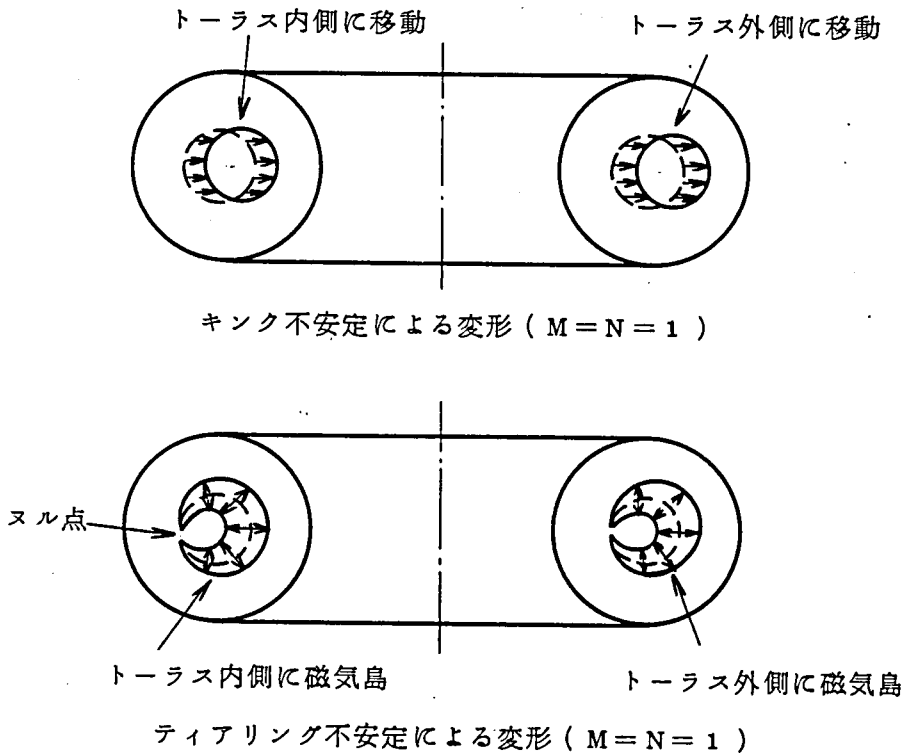 トーラス内側に移動
トーラス外側に移動
キンク不安定による変形 ( M=N=1 )
ヌル点
トーラス内側に磁気島
トーラス外側に磁気島
ティアリング不安定による変形 ( M=N=1 )